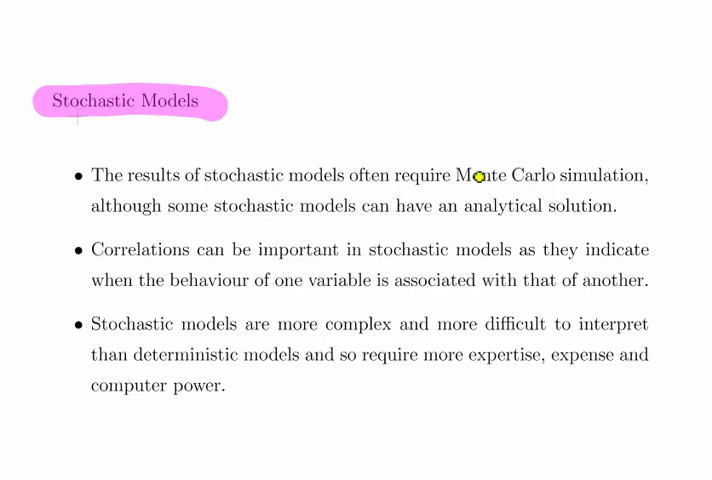 Stochastic Models
• The results of stochastic models often require Monte Carlo simulation,
although some stochastic models can have an analytical solution.
• Correlations can be important in stochastic models as they indicate
when the behaviour of one variable is associated with that of another.
• Stochastic models are more complex and more difficult to interpret
than deterministic models and so require more expertise, expense and
computer power.